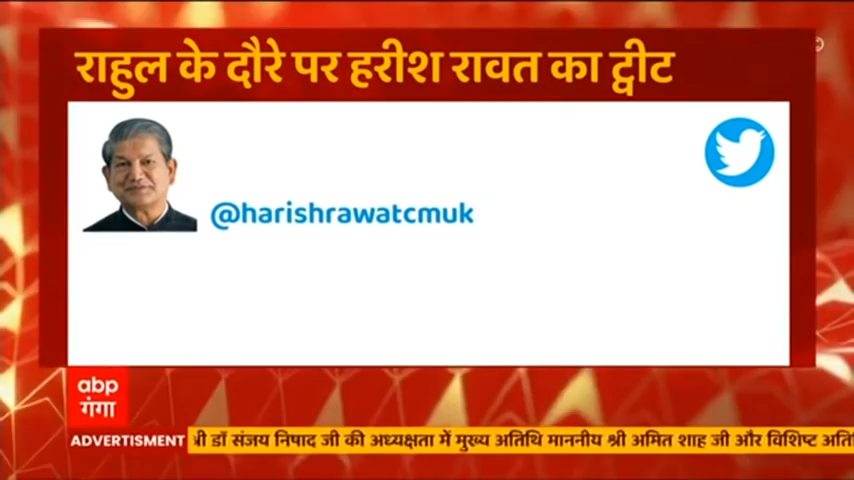 राहुल के दौरे पर हरीश रावत का ट्वीट
@harishrawatcmuk
abp
गंगा
ADVERTISMENT
श्री डॉ संजय निषाद जी की अध्यक्षता में मुख्य अतिथि माननीय श्री अमित शाह जी और विशिष्ट